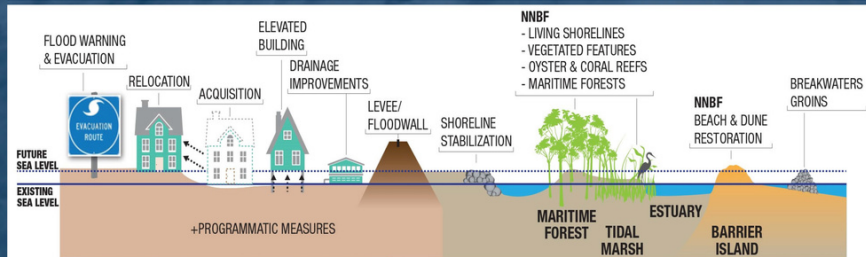 FLOOD WARNING
& EVACUATION
RELOCATION
ACQUISITION
ELEVATED
BUILDING
DRAINAGE
IMPROVEMENTS
LEVEE/
FLOODWALL
SHORELINE
STABILIZATION
NNBF
- LIVING SHORELINES
- VEGETATED FEATURES
- OYSTER & CORAL REEFS
- MARITIME FORESTS
NNBF
BEACH & DUNE
RESTORATION
BREAKWATERS
GROINS
EVACUATION
ROUTE
FUTURE
SEA LEVEL
EXISTING
SEA LEVEL
+PROGRAMMATIC MEASURES
MARITIME
FOREST
TIDAL
MARSH
ESTUARY
BARRIER
ISLAND